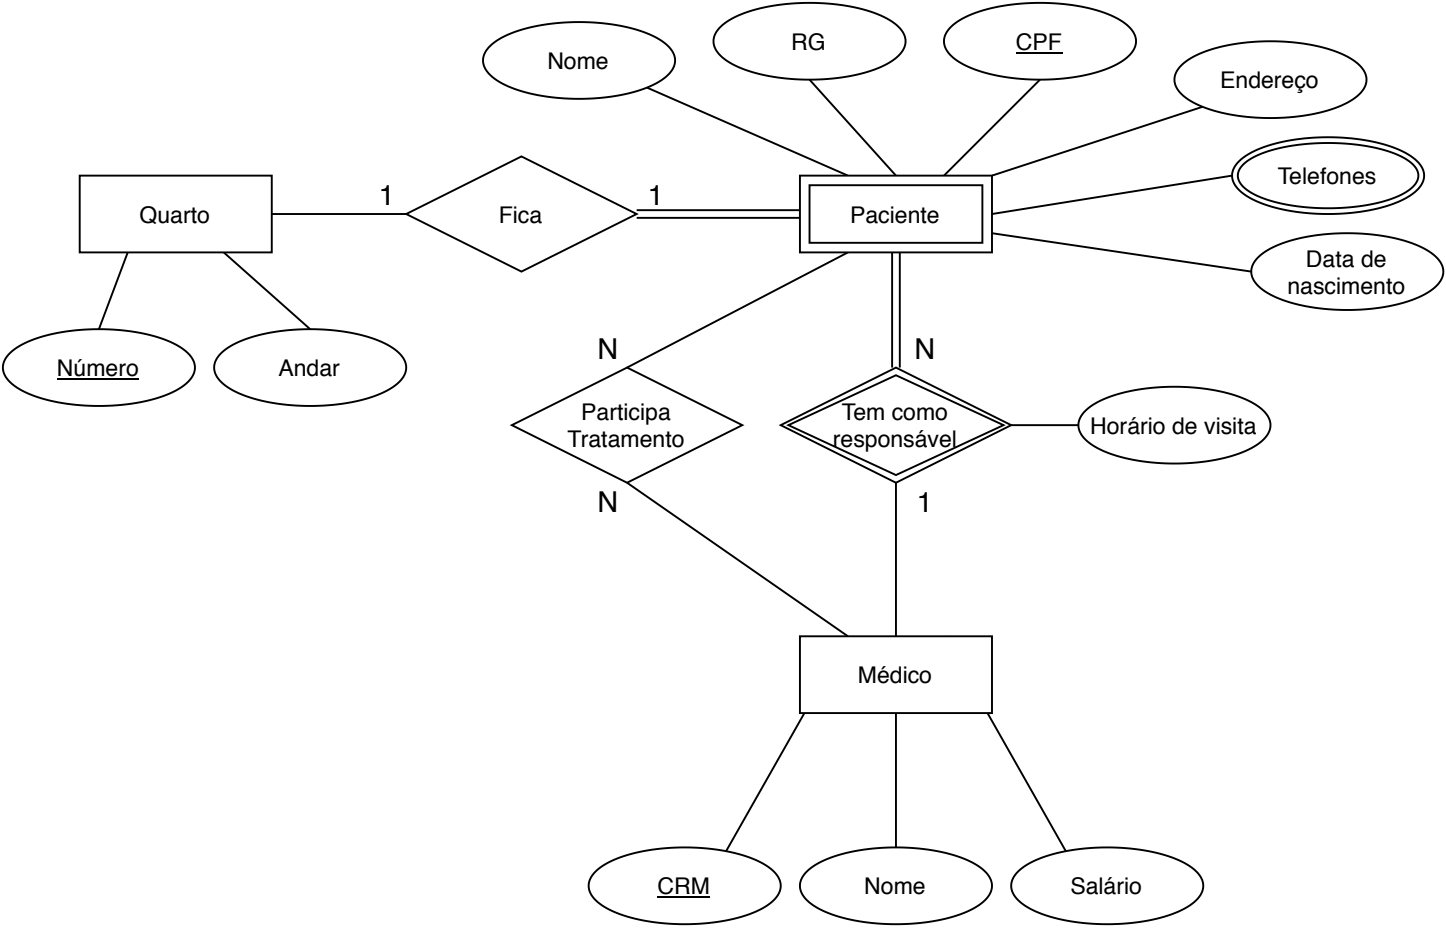 Nome
RG
CPF
Endereço
Telefones
Data de
nascimento
Quarto
1
Fica
1
Paciente
Número
Andar
N
N
Participa
Tratamento
Tem como
responsável
Horário de visita
N
1
Médico
CRM
Nome
Salário